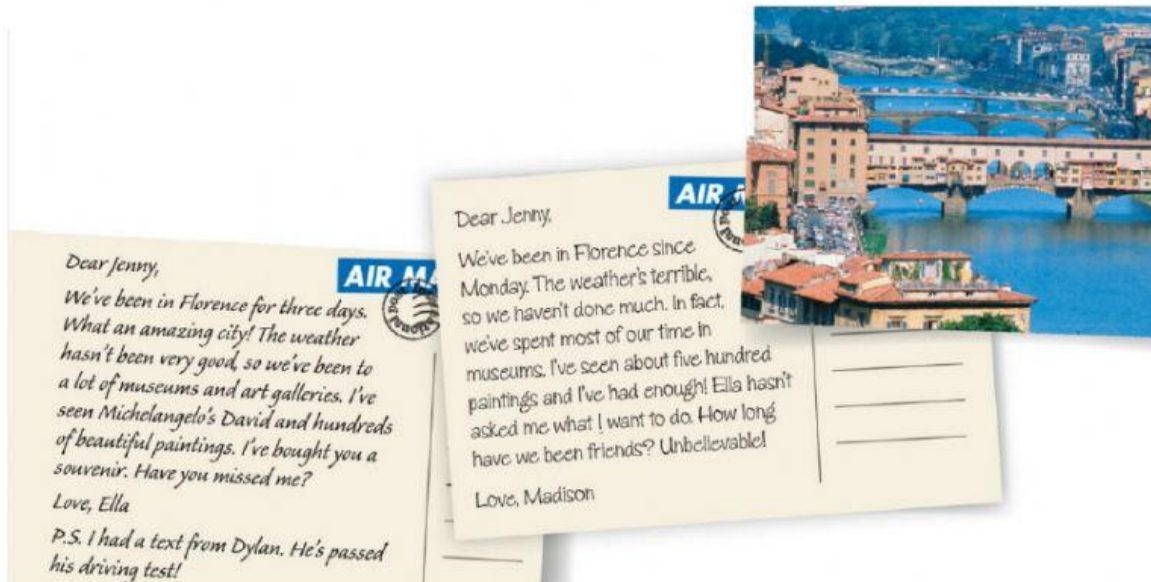 Dear Jenny,
We've been in Florence for three days.
What an amazing city! The weather
hasn't been very good, so we've been to
a lot of museums and art galleries. I've
seen Michelangelo's David and hundreds
of beautiful paintings. I've bought you a
souvenir. Have you missed me?
Love, Ella
P.S. I had a text from Dylan. He's passed
his driving test!
AIR MA
Dear Jenny,
We've been in Florence since
Monday. The weather's terrible,
so we haven't done much. In fact,
we've spent most of our time in
museums. I've seen about five hundred
paintings and I've had enough! Ella hasn't
asked me what I want to do. How long
have we been friends? Unbelievable!
Love, Madison
AIR